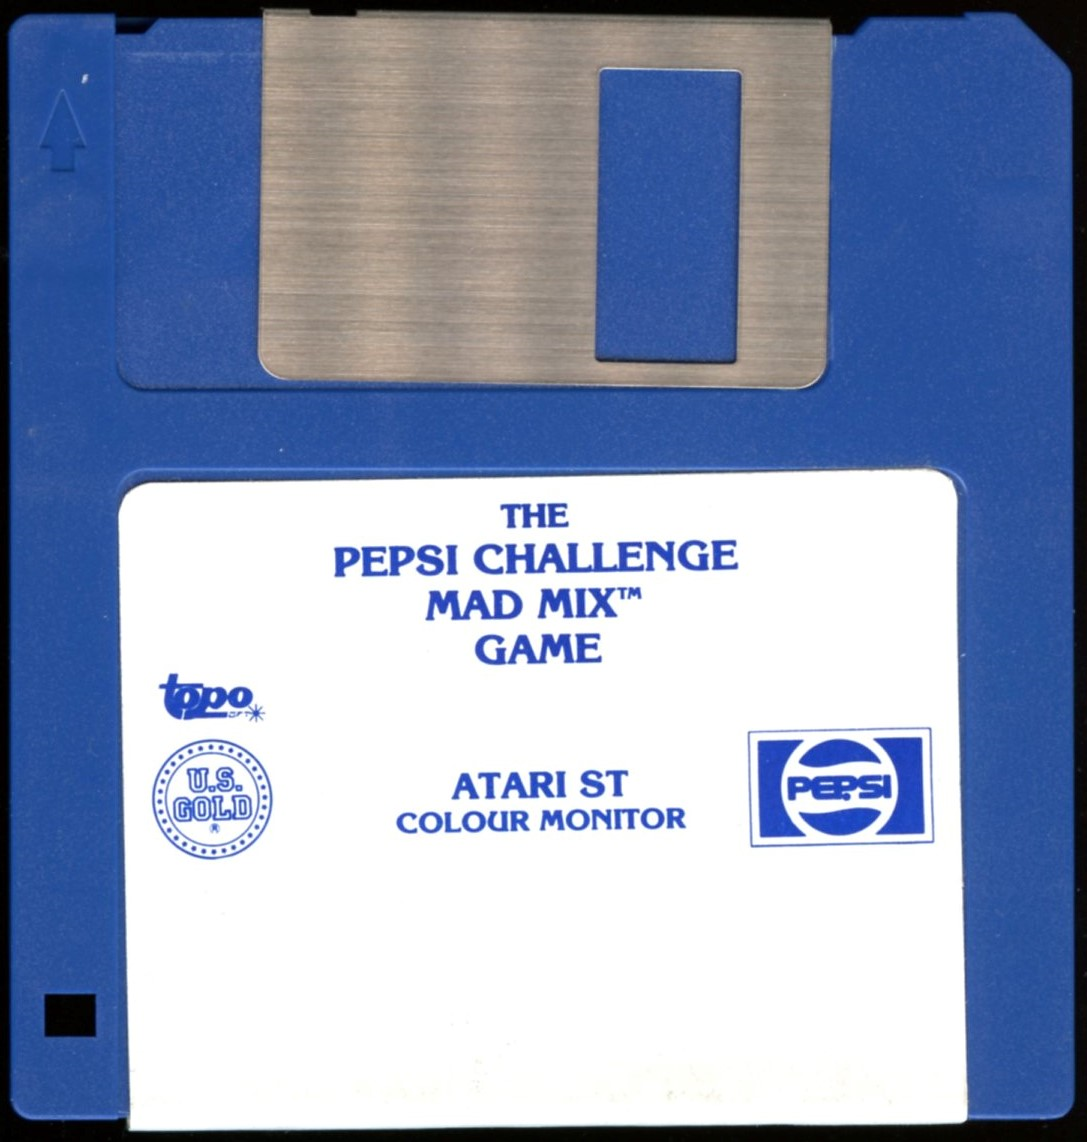 THE
PEPSI CHALLENGE
MAD MIX™
GAME
topo
U.S.
GOLD
®
ATARI ST
COLOUR MONITOR
PEPSI